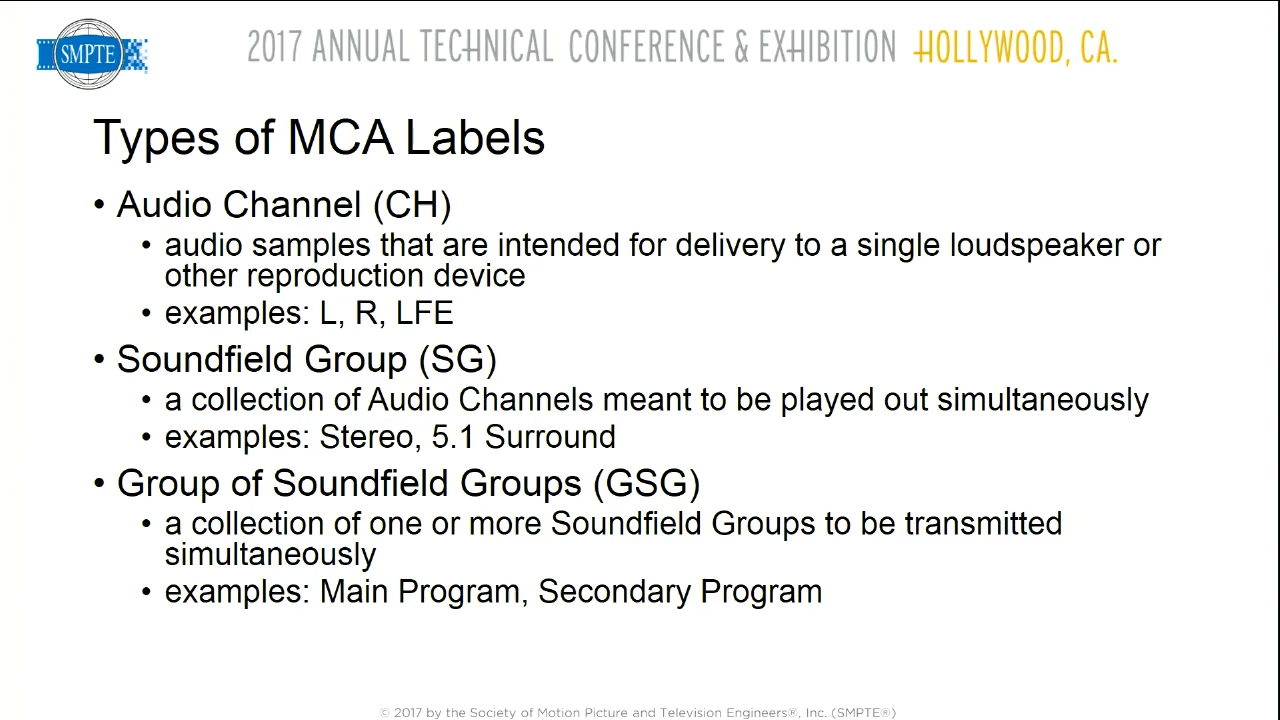 SMPTE
2017 ANNUAL TECHNICAL CONFERENCE & EXHIBITION HOLLYWOOD, CA.
Types of MCA Labels
• Audio Channel (CH)
• audio samples that are intended for delivery to a single loudspeaker or
other reproduction device
• examples: L, R, LFE
• Soundfield Group (SG)
• a collection of Audio Channels meant to be played out simultaneously
• examples: Stereo, 5.1 Surround
• Group of Soundfield Groups (GSG)
• a collection of one or more Soundfield Groups to be transmitted
simultaneously
• examples: Main Program, Secondary Program
© 2017 by the Society of Motion Picture and Television Engineers®, Inc. (SMPTE®)